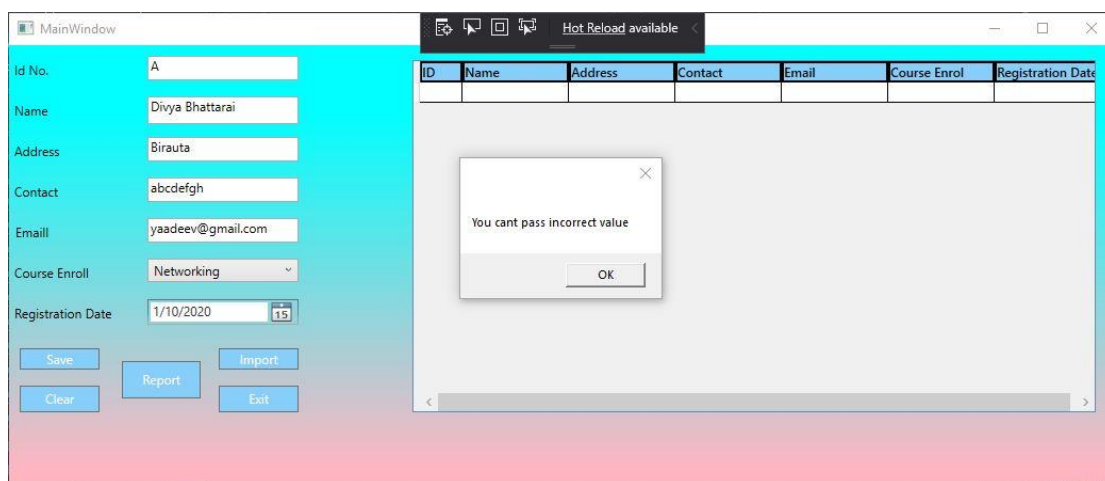 MainWindow
Hot Reload available
Id No. A
Name Divya Bhattarai
Address Birauta
Contact abcdefgh
Emaill yaadeev@gmail.com
Course Enroll Networking
Registration Date 1/10/2020 15
Save Import
Report
Clear Exit
ID Name Address Contact Email Course Enrol Registration Date
You cant pass incorrect value
OK